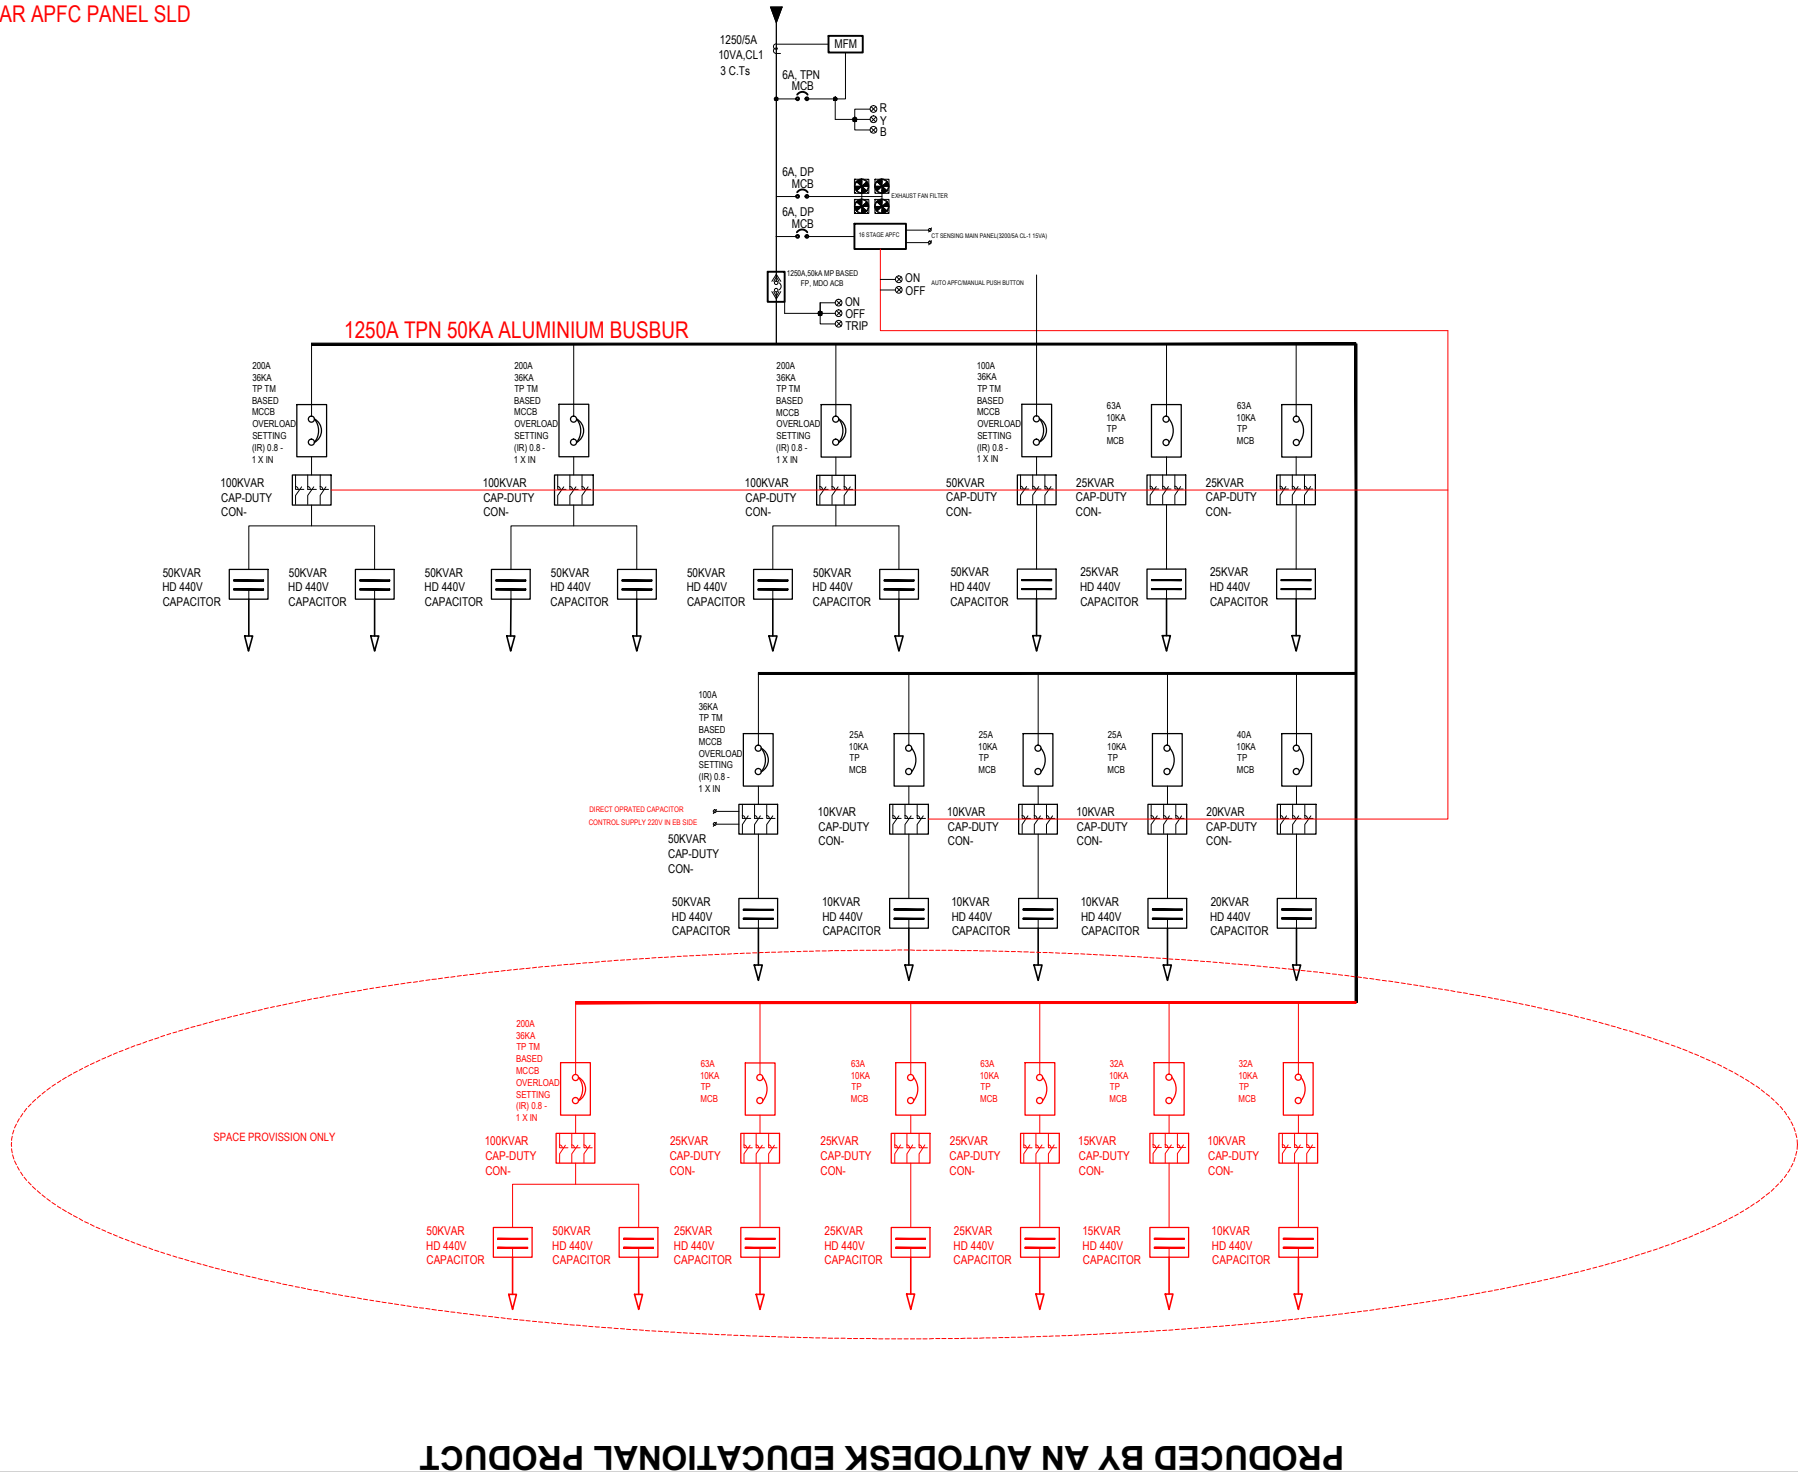 AR APFC PANEL SLD
1250/5A
10VA,CL1
3 C.Ts
MFM
6A, TPN
MCB
R
Y
B
6A, DP
MCB
EXHAUST FAN FILTER
6A, DP
MCB
16 STAGE APFC
CT SENSING MAIN PANEL(3200/5A CL-1 15VA)
1250A,50kA MP BASED
FP, MDO ACB
ON
OFF
AUTO APFC/MANUAL PUSH BUTTON
ON
OFF
TRIP
1250A TPN 50KA ALUMINIUM BUSBUR
200A
36KA
TP TM
BASED
MCCB
OVERLOAD
SETTING
(IR) 0.8 -
1 X IN
200A
36KA
TP TM
BASED
MCCB
OVERLOAD
SETTING
(IR) 0.8 -
1 X IN
200A
36KA
TP TM
BASED
MCCB
OVERLOAD
SETTING
(IR) 0.8 -
1 X IN
100A
36KA
TP TM
BASED
MCCB
OVERLOAD
SETTING
(IR) 0.8 -
1 X IN
63A
10KA
TP
MCB
63A
10KA
TP
MCB
100KVAR
CAP-DUTY
CON-
100KVAR
CAP-DUTY
CON-
100KVAR
CAP-DUTY
CON-
50KVAR
CAP-DUTY
CON-
25KVAR
CAP-DUTY
CON-
25KVAR
CAP-DUTY
CON-
50KVAR
HD 440V
CAPACITOR
50KVAR
HD 440V
CAPACITOR
50KVAR
HD 440V
CAPACITOR
50KVAR
HD 440V
CAPACITOR
50KVAR
HD 440V
CAPACITOR
50KVAR
HD 440V
CAPACITOR
50KVAR
HD 440V
CAPACITOR
25KVAR
HD 440V
CAPACITOR
25KVAR
HD 440V
CAPACITOR
100A
36KA
TP TM
BASED
MCCB
OVERLOAD
SETTING
(IR) 0.8 -
1 X IN
25A
10KA
TP
MCB
25A
10KA
TP
MCB
25A
10KA
TP
MCB
40A
10KA
TP
MCB
DIRECT OPRATED CAPACITOR
CONTROL SUPPLY 220V IN EB SIDE
50KVAR
CAP-DUTY
CON-
10KVAR
CAP-DUTY
CON-
10KVAR
CAP-DUTY
CON-
10KVAR
CAP-DUTY
CON-
20KVAR
CAP-DUTY
CON-
50KVAR
HD 440V
CAPACITOR
10KVAR
HD 440V
CAPACITOR
10KVAR
HD 440V
CAPACITOR
10KVAR
HD 440V
CAPACITOR
20KVAR
HD 440V
CAPACITOR
200A
36KA
TP TM
BASED
MCCB
OVERLOAD
SETTING
(IR) 0.8 -
1 X IN
63A
10KA
TP
MCB
63A
10KA
TP
MCB
63A
10KA
TP
MCB
32A
10KA
TP
MCB
32A
10KA
TP
MCB
SPACE PROVISSION ONLY
100KVAR
CAP-DUTY
CON-
25KVAR
CAP-DUTY
CON-
25KVAR
CAP-DUTY
CON-
25KVAR
CAP-DUTY
CON-
15KVAR
CAP-DUTY
CON-
10KVAR
CAP-DUTY
CON-
50KVAR
HD 440V
CAPACITOR
50KVAR
HD 440V
CAPACITOR
25KVAR
HD 440V
CAPACITOR
25KVAR
HD 440V
CAPACITOR
25KVAR
HD 440V
CAPACITOR
15KVAR
HD 440V
CAPACITOR
10KVAR
HD 440V
CAPACITOR
PRODUCED BY AN AUTODESK EDUCATIONAL PRODUCT